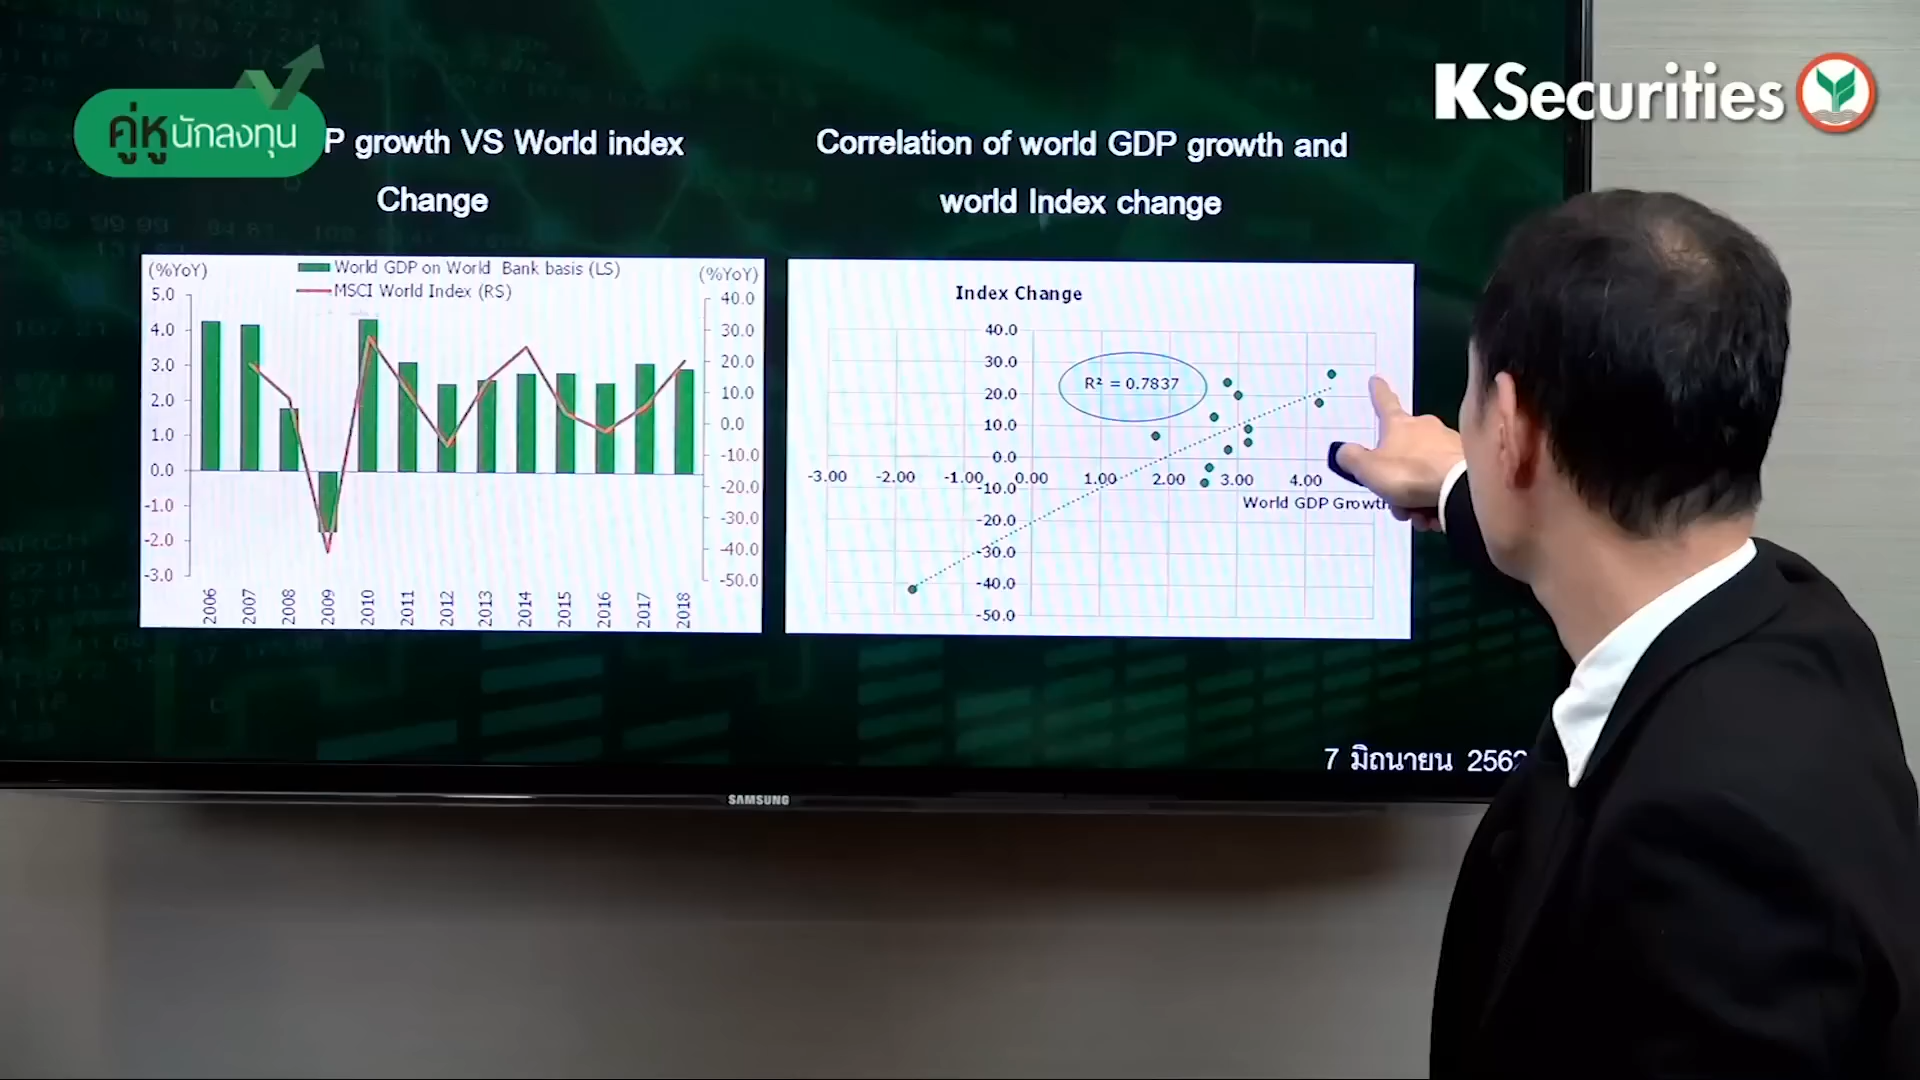 คู่หูนักลงทุน
KSecurities
P growth VS World index
Change
Correlation of world GDP growth and
world Index change
(%YoY)
World GDP on World Bank basis (LS)
MSCI World Index (RS)
(%YoY)
5.0
4.0
3.0
2.0
1.0
0.0
-1.0
-2.0
-3.0
40.0
30.0
20.0
10.0
0.0
-10.0
-20.0
-30.0
-40.0
-50.0
2006 2007 2008 2009 2010 2011 2012 2013 2014 2015 2016 2017 2018
Index Change
40.0
30.0
20.0
10.0
0.0
-10.0
-20.0
-30.0
-40.0
-50.0
R² = 0.7837
-3.00 -2.00 -1.00 0.00 1.00 2.00 3.00 4.00
World GDP Growth
7 มิถุนายน 2562
SAMSUNG